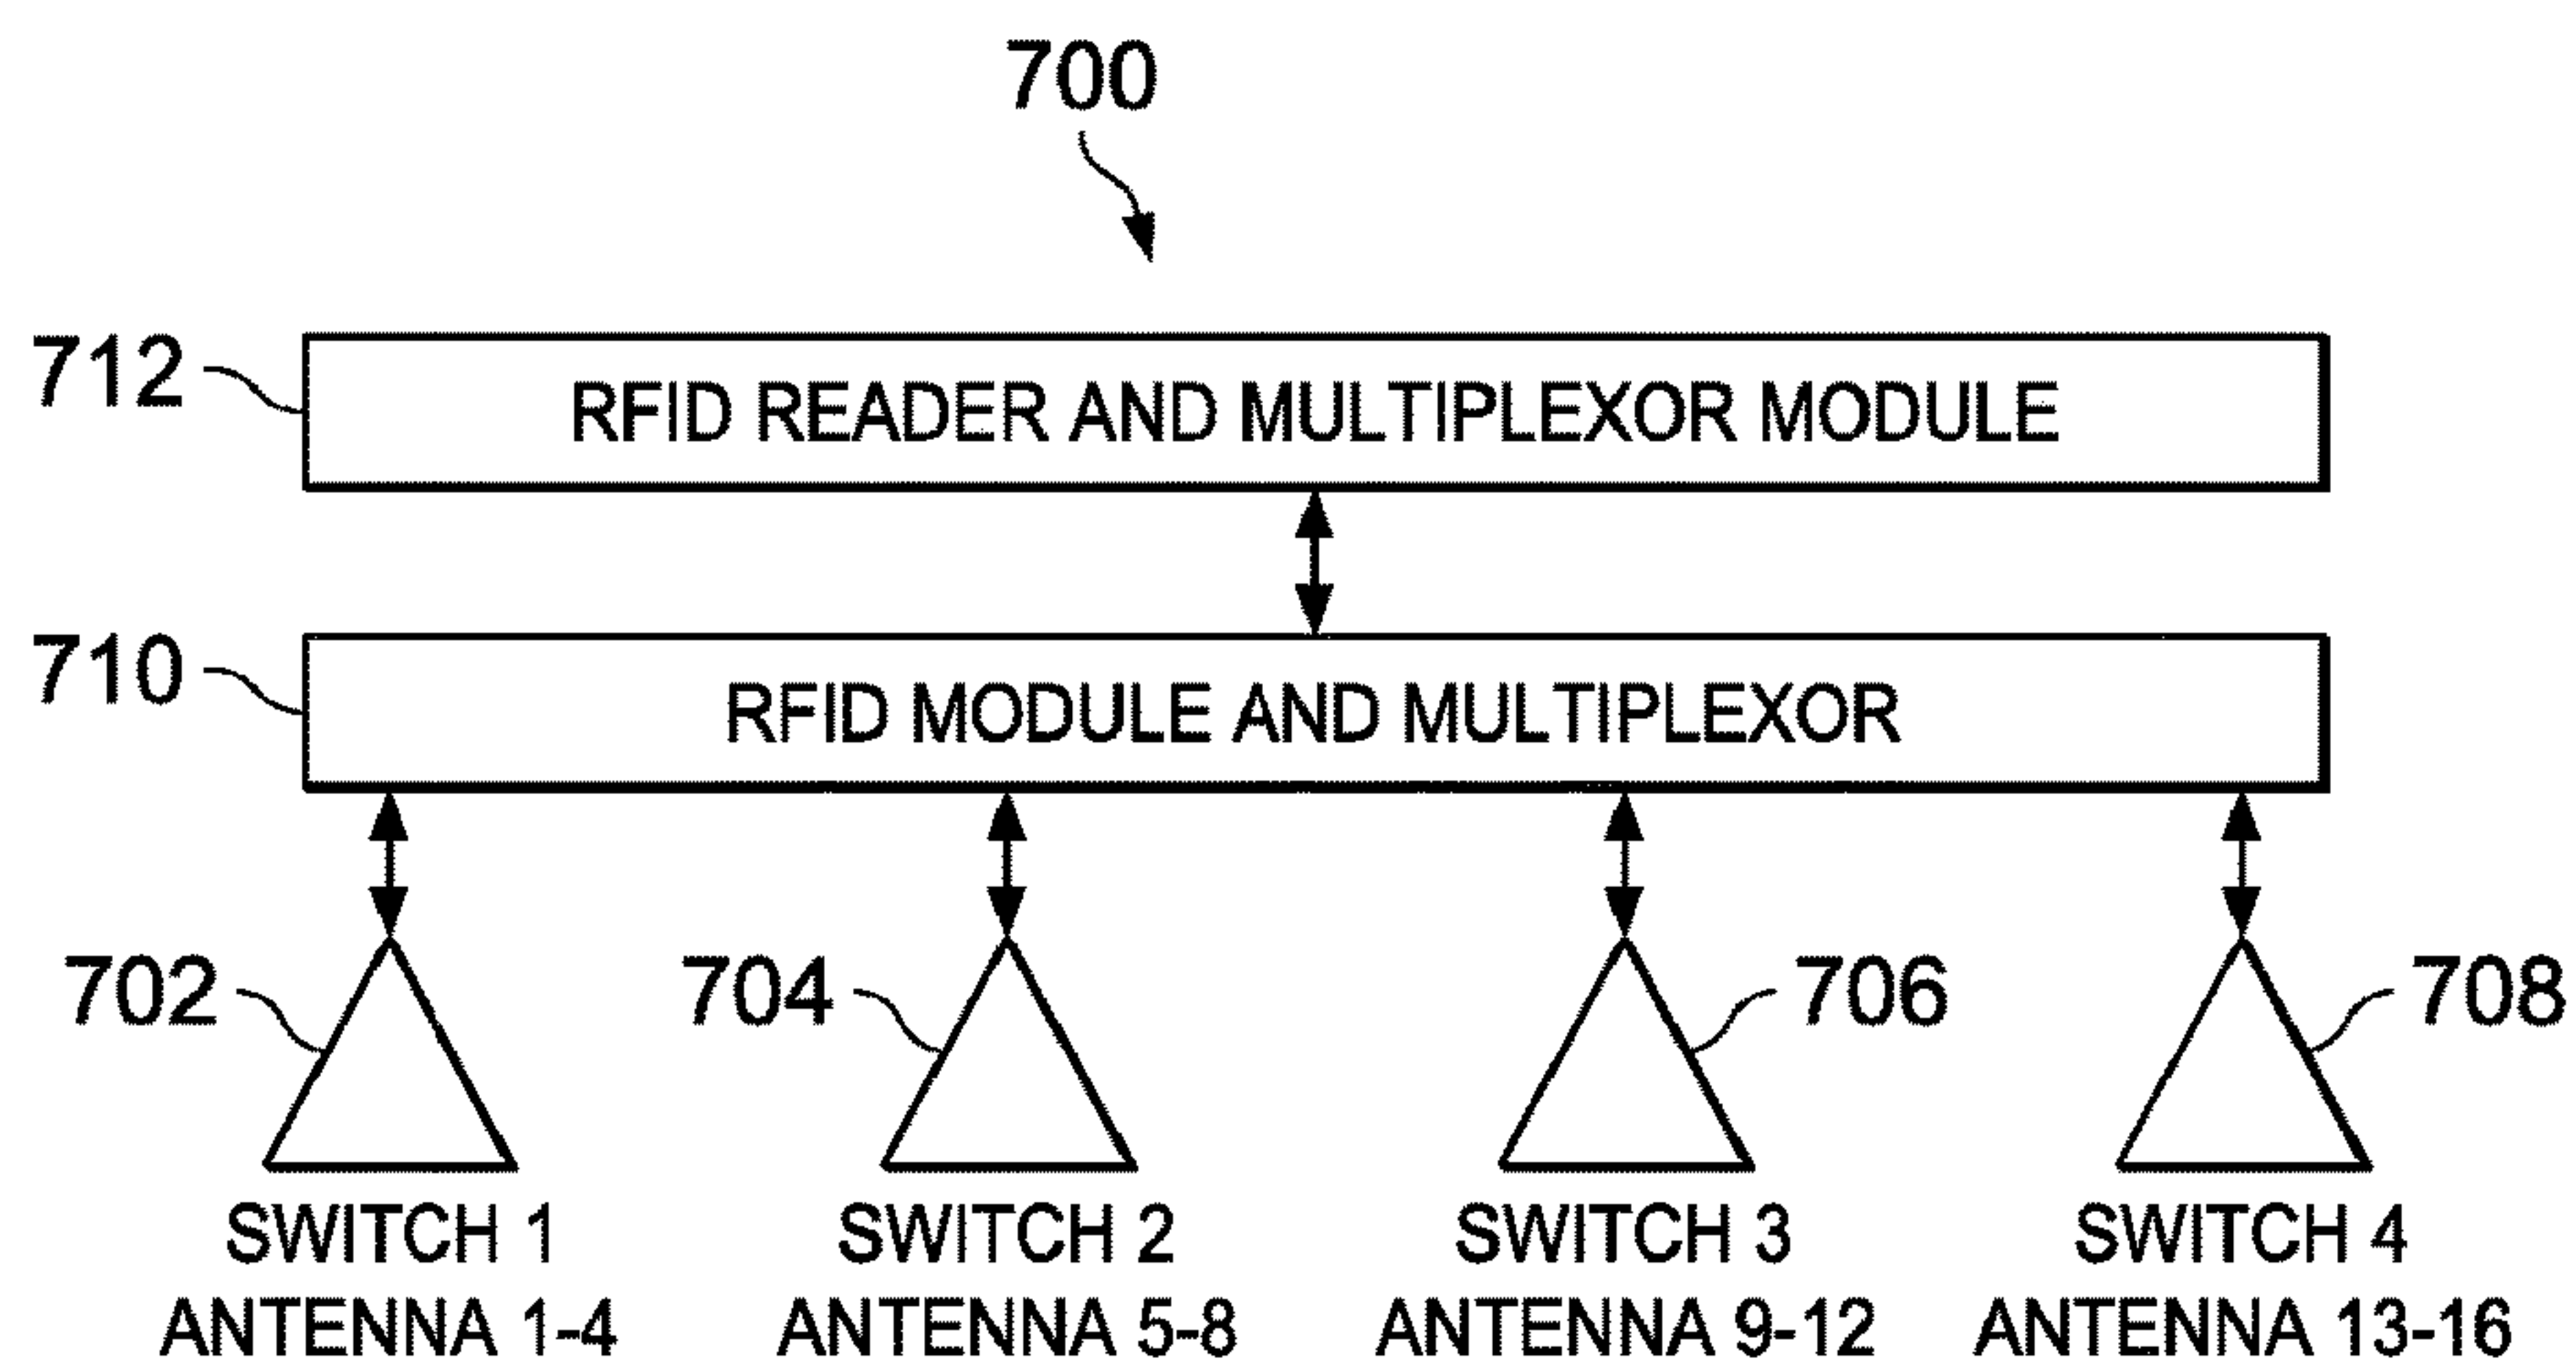 700
712
RFID READER AND MULTIPLEXOR MODULE
710
RFID MODULE AND MULTIPLEXOR
702
704
706
708
SWITCH 1
ANTENNA 1-4
SWITCH 2
ANTENNA 5-8
SWITCH 3
ANTENNA 9-12
SWITCH 4
ANTENNA 13-16